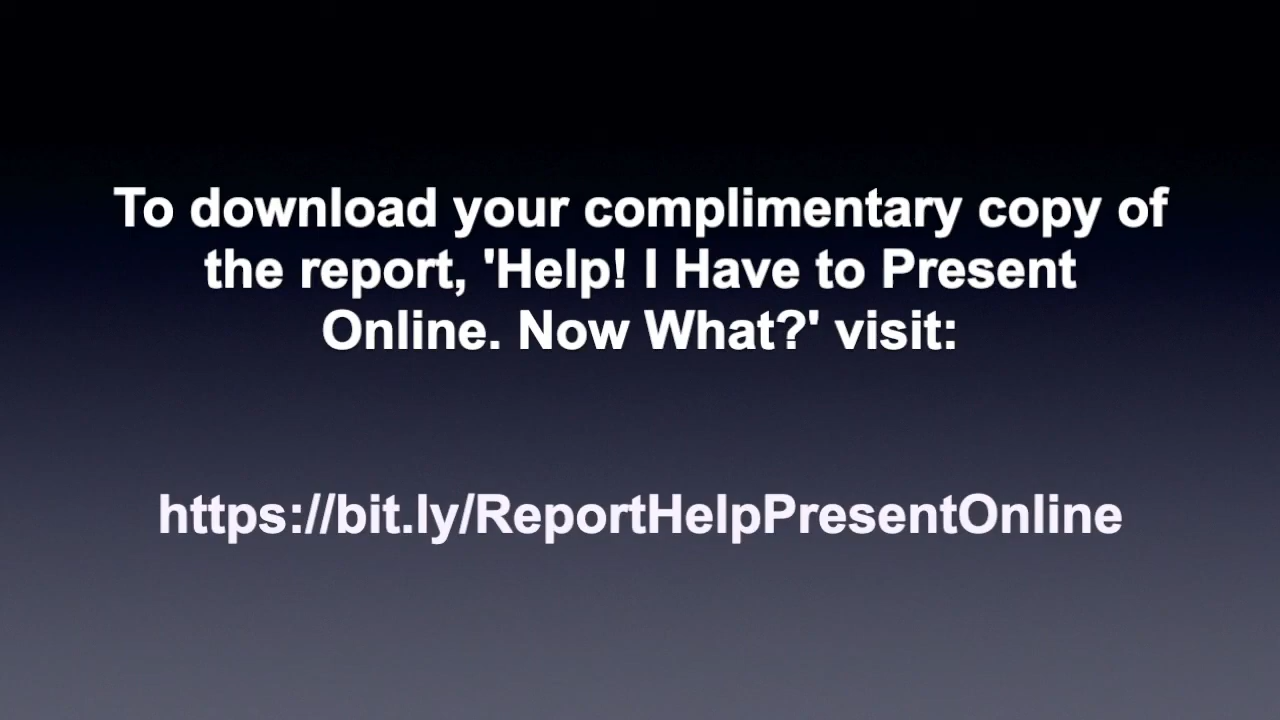 To download your complimentary copy of
the report, 'Help! I Have to Present
Online. Now What?' visit:
https://bit.ly/ReportHelpPresentOnline